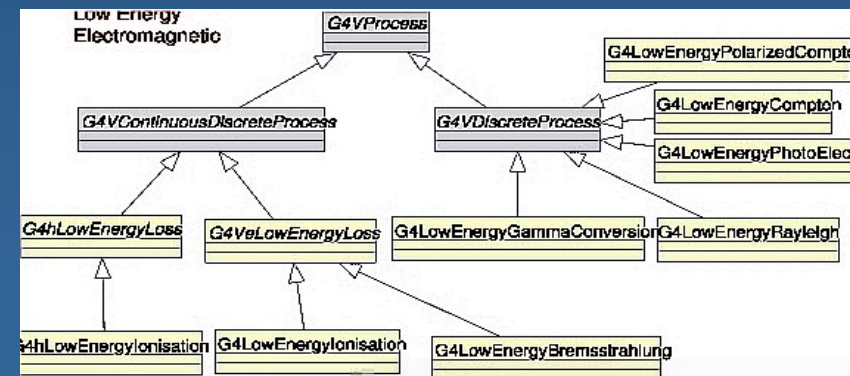 Low Energy
Electromagnetic
G4VProcess
G4LowEnergyPolarizedCompto
G4VContinuousDiscreteProcess
G4VDiscreteProcess
G4LowEnergyCompton
G4LowEnergyPhotoElec
G4hLowEnergyLoss
G4VeLowEnergyLoss
G4LowEnergyGammaConversion
G4LowEnergyRayleigh
G4hLowEnergyIonisation
G4LowEnergyIonisation
G4LowEnergyBremsstrahlung